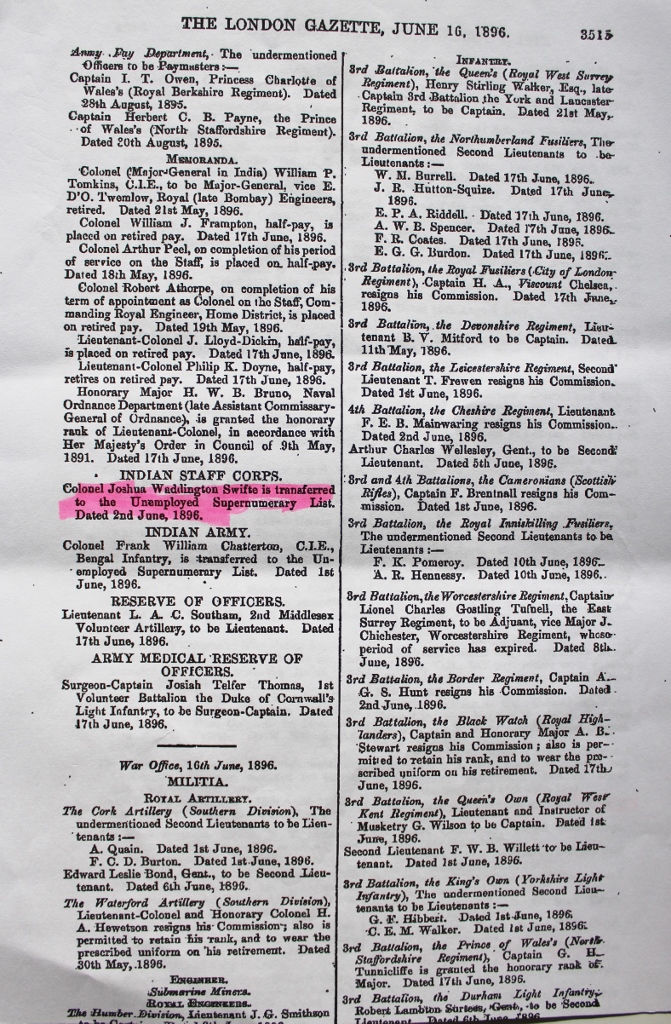 THE LONDON GAZETTE, JUNE 16, 1896.
3515
Army Pay Department, The undermentioned
Officers to be Paymasters:—
Captain I. T. Owen, Princess Charlotte of
Wales's (Royal Berkshire Regiment). Dated
28th August, 1895.
Captain Herbert C. B. Payne, the Prince
of Wales's (North Staffordshire Regiment).
Dated 20th August, 1895.
MEMORANDA.
Colonel (Major-General in India) William P.
Tomkins, C.I.E., to be Major-General, vice E.
D'O. Twemlow, Royal (late Bombay) Engineers,
retired. Dated 21st May, 1896.
Colonel William J. Frampton, half-pay, is
placed on retired pay. Dated 17th June, 1896.
Colonel Arthur Peel, on completion of his period
of service on the Staff, is placed on half-pay.
Dated 18th May, 1896.
Colonel Robert Athorpe, on completion of his
term of appointment as Colonel on the Staff, Com-
manding Royal Engineer, Home District, is placed
on retired pay. Dated 19th May, 1896.
Lieutenant-Colonel J. Lloyd-Dickin, half-pay,
is placed on retired pay. Dated 17th June, 1896.
Lieutenant-Colonel Philip K. Doyne, half-pay,
retires on retired pay. Dated 17th June, 1896.
Honorary Major H. W. B. Bruno, Naval
Ordnance Department (late Assistant Commissary-
General of Ordnance), is granted the honorary
rank of Lieutenant-Colonel, in accordance with
Her Majesty's Order in Council of 9th May,
1891. Dated 17th June, 1896.
INDIAN STAFF CORPS.
Colonel Joshua Waddington Swifte is transferred
to the Unemployed Supernumerary List.
Dated 2nd June, 1896.
INDIAN ARMY.
Colonel Frank William Chatterton, C.I.E.,
Bengal Infantry, is transferred to the Un-
employed Supernumerary List. Dated 1st
June, 1896.
RESERVE OF OFFICERS.
Lieutenant L. A. C. Southam, 2nd Middlesex
Volunteer Artillery, to be Lieutenant. Dated
17th June, 1896.
ARMY MEDICAL RESERVE OF
OFFICERS.
Surgeon-Captain Josiah Telfer Thomas, 1st
Volunteer Battalion the Duke of Cornwall's
Light Infantry, to be Surgeon-Captain. Dated
17th June, 1896.
War Office, 16th June, 1896.
MILITIA.
ROYAL ARTILLERY.
The Cork Artillery (Southern Division), The
undermentioned Second Lieutenants to be Lieu-
tenants:—
A. Quain. Dated 1st June, 1896.
F. C. D. Burton. Dated 1st June, 1896.
Edward Leslie Bond, Gent., to be Second Lieu-
tenant. Dated 6th June, 1896.
The Waterford Artillery (Southern Division),
Lieutenant-Colonel and Honorary Colonel H.
A. Hewetson resigns his Commission; also is
permitted to retain his rank, and to wear the
prescribed uniform on his retirement. Dated
30th May, 1896.
ENGINEER.
Submarine Miners.
ROYAL ENGINEERS.
The Humber Division, Lieutenant J. G. Smithson
INFANTRY.
3rd Battalion, the Queen's (Royal West Surrey
Regiment), Henry Stirling Walker, Esq., late
Captain 3rd Battalion the York and Lancaster
Regiment, to be Captain. Dated 21st May,
1896.
3rd Battalion, the Northumberland Fusiliers, The
undermentioned Second Lieutenants to be
Lieutenants:—
W. M. Burrell. Dated 17th June, 1896.
J. R. Hutton-Squire. Dated 17th June,
1896.
E. P. A. Riddell. Dated 17th June, 1896.
A. W. B. Spencer. Dated 17th June, 1896.
F. R. Coates. Dated 17th June, 1896.
E. G. G. Burdon. Dated 17th June, 1896.
3rd Battalion, the Royal Fusiliers (City of London
Regiment), Captain H. A., Viscount Chelsea,
resigns his Commission. Dated 17th June,
1896.
3rd Battalion, the Devonshire Regiment, Lieu-
tenant B. V. Mitford to be Captain. Dated
11th May, 1896.
3rd Battalion, the Leicestershire Regiment, Second
Lieutenant T. Frewen resigns his Commission.
Dated 1st June, 1896.
4th Battalion, the Cheshire Regiment, Lieutenant
F. E. B. Mainwaring resigns his Commission.
Dated 2nd June, 1896.
Arthur Charles Wellesley, Gent., to be Second
Lieutenant. Dated 5th June, 1896.
3rd and 4th Battalions, the Cameronians (Scottish
Rifles), Captain F. Brentnall resigns his Com-
mission. Dated 1st June, 1896.
3rd Battalion, the Royal Inniskilling Fusiliers,
The undermentioned Second Lieutenants to be
Lieutenants:—
F. K. Pomeroy. Dated 10th June, 1896.
A. R. Hennessy. Dated 10th June, 1896.
3rd Battalion, the Worcestershire Regiment, Captain
Lionel Charles Gostling Tufnell, the East
Surrey Regiment, to be Adjutant, vice Major J.
Chichester, Worcestershire Regiment, whose
period of service has expired. Dated 8th
June, 1896.
3rd Battalion, the Border Regiment, Captain A.
G. S. Hunt resigns his Commission. Dated
2nd June, 1896.
3rd Battalion, the Black Watch (Royal High-
landers), Captain and Honorary Major A. B.
Stewart resigns his Commission; also is per-
mitted to retain his rank, and to wear the pre-
scribed uniform on his retirement. Dated 17th
June, 1896.
3rd Battalion, the Queen's Own (Royal West
Kent Regiment), Lieutenant and Instructor of
Musketry G. Wilson to be Captain. Dated 1st
June, 1896.
Second Lieutenant F. W. B. Willett to be Lieu-
tenant. Dated 1st June, 1896.
3rd Battalion, the King's Own (Yorkshire Light
Infantry), The undermentioned Second Lieu-
tenants to be Lieutenants:—
G. F. Hibbert. Dated 1st June, 1896.
C. E. M. Walker. Dated 1st June, 1896.
3rd Battalion, the Prince of Wales's (North
Staffordshire Regiment), Captain G. H.
Tunnicliffe is granted the honorary rank of
Major. Dated 17th June, 1896.
3rd Battalion, the Durham Light Infantry,
Robert Lambton Surtees, Gent., to be Second
Lieutenant. Dated 6th June, 1896.